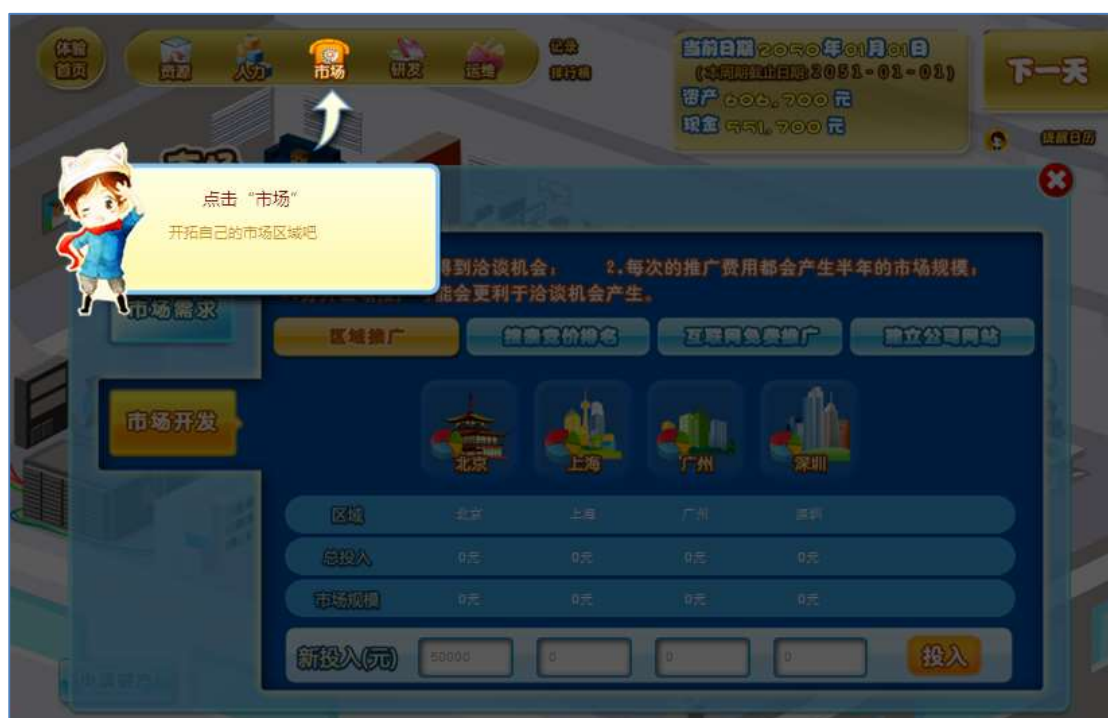 体验
首页
资源
人力
市场
研发
运维
记录
排行榜
当前日期2050年01月01日
(本周期截止日期:2051-01-01)
资产 606,700 元
现金 551,700 元
下一天
提醒日历
市场
点击“市场”
开拓自己的市场区域吧
得到洽谈机会; 2.每次的推广费用都会产生半年的市场规模;
能会更利于洽谈机会产生。
市场需求
市场开发
区域推广
搜索竞价排名
互联网免费推广
建立公司网站
北京
上海
广州
深圳
区域 北京 上海 广州 深圳
总投入 0元 0元 0元 0元
市场规模 0元 0元 0元 0元
新投入(元) 50000 0 0 0 投入